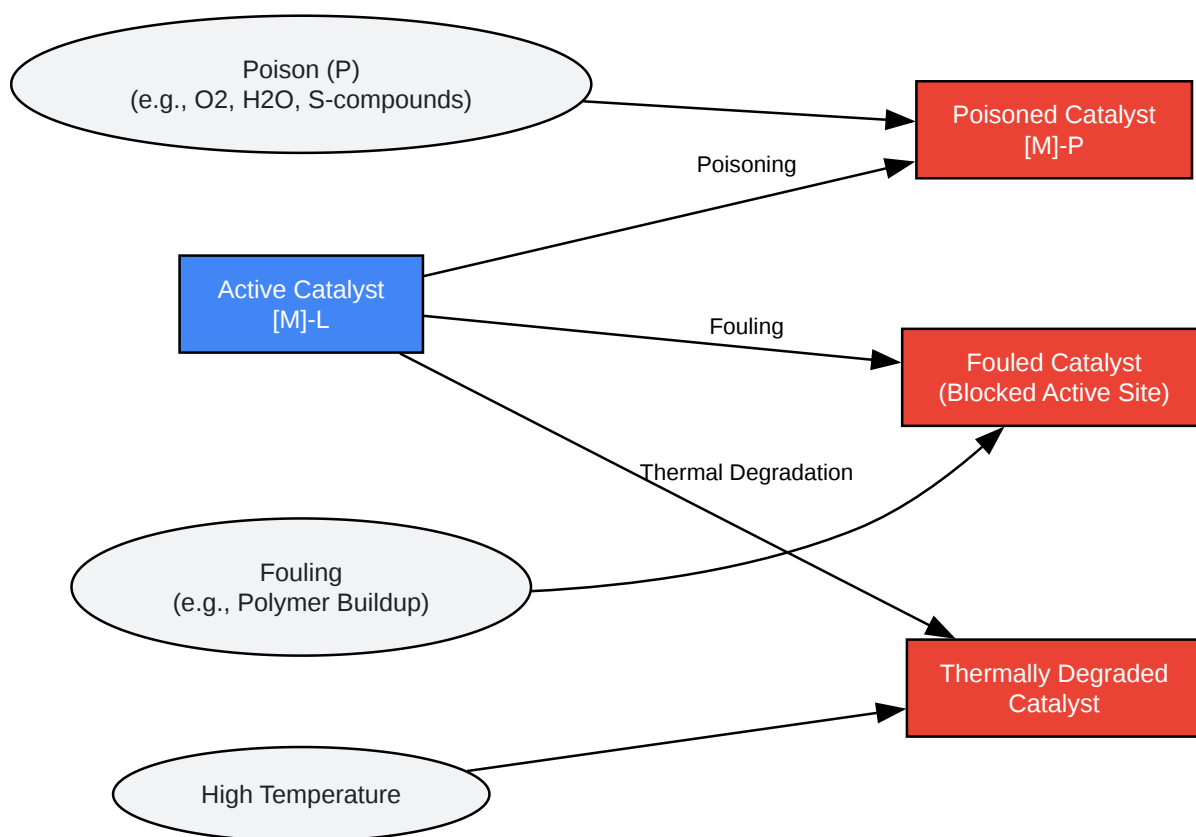 Poison (P)
(e.g., O2, H2O, S-compounds)
Poisoned Catalyst
[M]-P
Poisoning
Active Catalyst
[M]-L
Fouling
Fouled Catalyst
(Blocked Active Site)
Thermal Degradation
Fouling
(e.g., Polymer Buildup)
Thermally Degraded
Catalyst
High Temperature